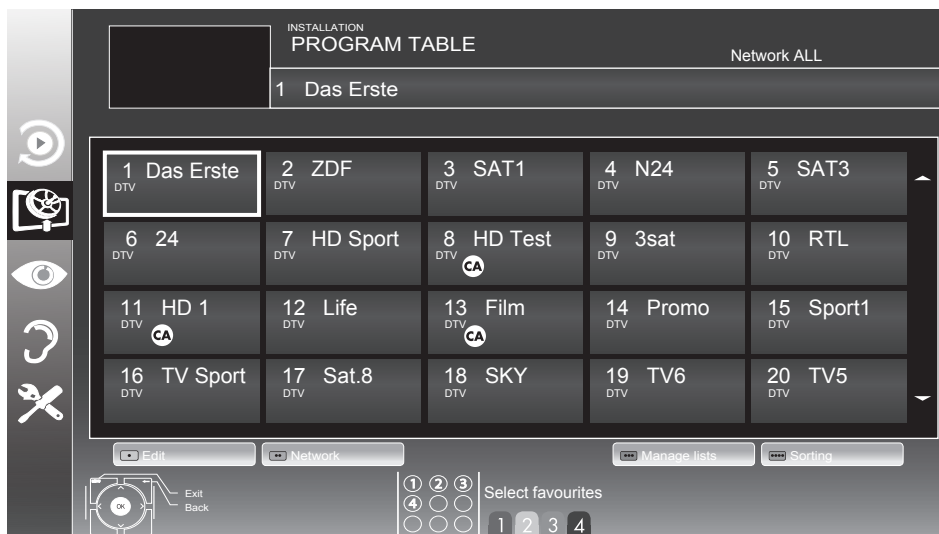 INSTALLATION
PROGRAM TABLE
Network ALL
1 Das Erste
1 Das Erste
DTV
2 ZDF
DTV
3 SAT1
DTV
4 N24
DTV
5 SAT3
DTV
6 24
DTV
7 HD Sport
DTV
8 HD Test
DTV
CA
9 3sat
DTV
10 RTL
DTV
11 HD 1
DTV
CA
12 Life
DTV
13 Film
DTV
CA
14 Promo
DTV
15 Sport1
DTV
16 TV Sport
DTV
17 Sat.8
DTV
18 SKY
DTV
19 TV6
DTV
20 TV5
DTV
Edit
Network
Manage lists
Sorting
OK
Exit
Back
1 2 3
4
Select favourites
1 2 3 4